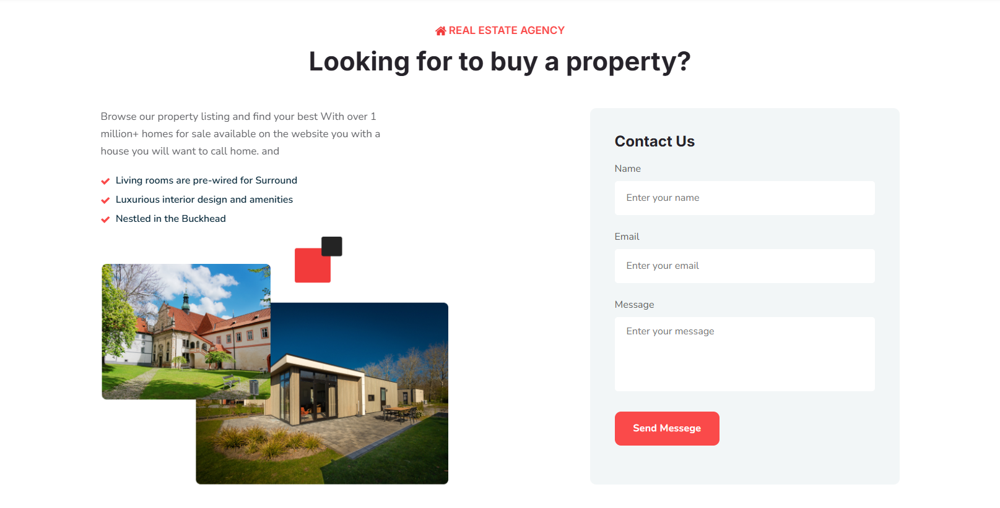 REAL ESTATE AGENCY
Looking for to buy a property?
Browse our property listing and find your best With over 1
million+ homes for sale available on the website you with a
house you will want to call home. and
Living rooms are pre-wired for Surround
Luxurious interior design and amenities
Nestled in the Buckhead
Contact Us
Name
Enter your name
Email
Enter your email
Message
Enter your message
Send Messege